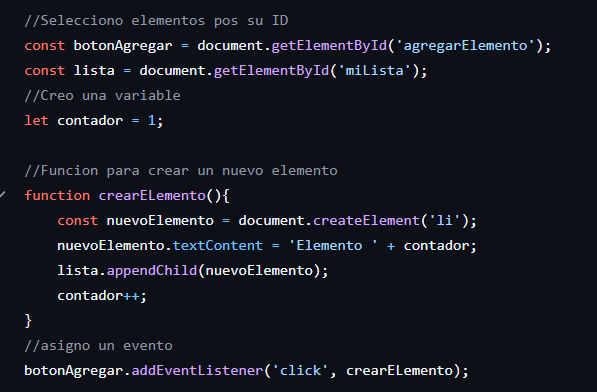 //Selecciono elementos pos su ID
const botonAgregar = document.getElementById('agregarElemento');
const lista = document.getElementById('miLista');
//Creo una variable
let contador = 1;

//Funcion para crear un nuevo elemento
function crearELemento(){
    const nuevoElemento = document.createElement('li');
    nuevoElemento.textContent = 'Elemento ' + contador;
    lista.appendChild(nuevoElemento);
    contador++;
}
//asigno un evento
botonAgregar.addEventListener('click', crearELemento);